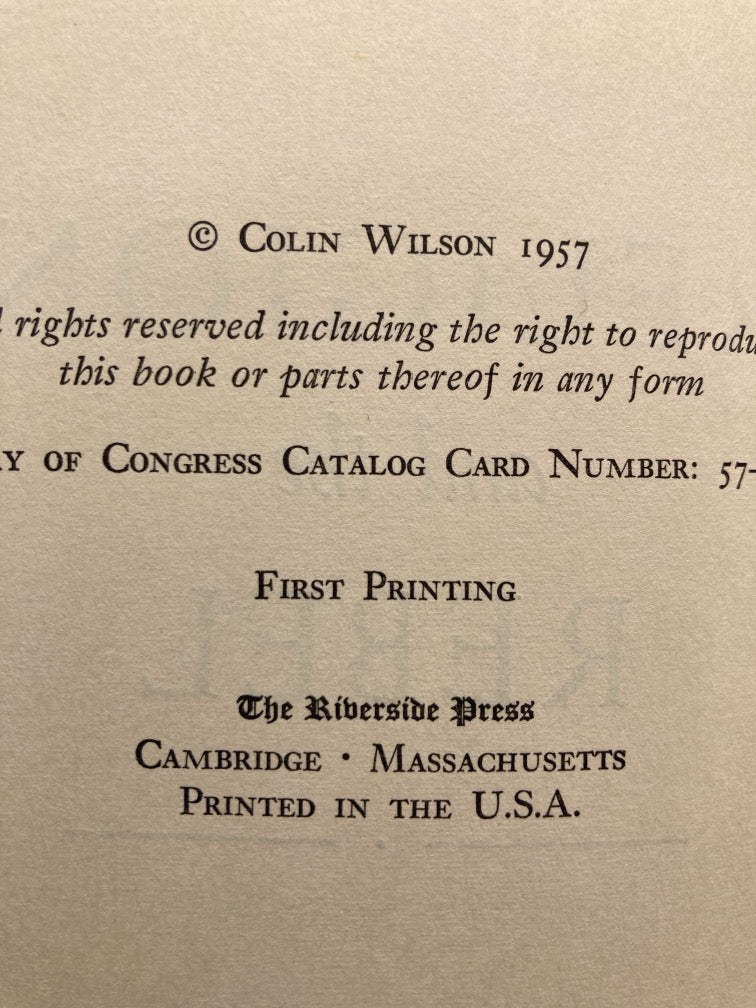 © COLIN WILSON 1957
rights reserved including the right to reprodu
this book or parts thereof in any form
Y OF CONGRESS CATALOG CARD NUMBER: 57-
FIRST PRINTING
The Riverside Press
CAMBRIDGE · MASSACHUSETTS
PRINTED IN THE U.S.A.